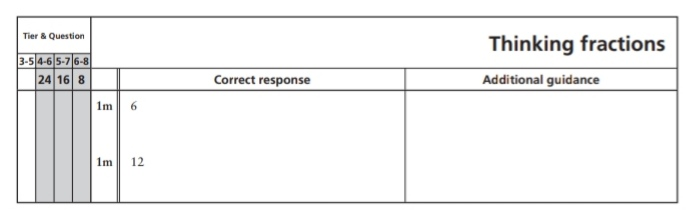 Tier & Question
Thinking fractions
3-5 4-6 5-7 6-8
24 16 8 Correct response Additional guidance
1m 6
1m 12